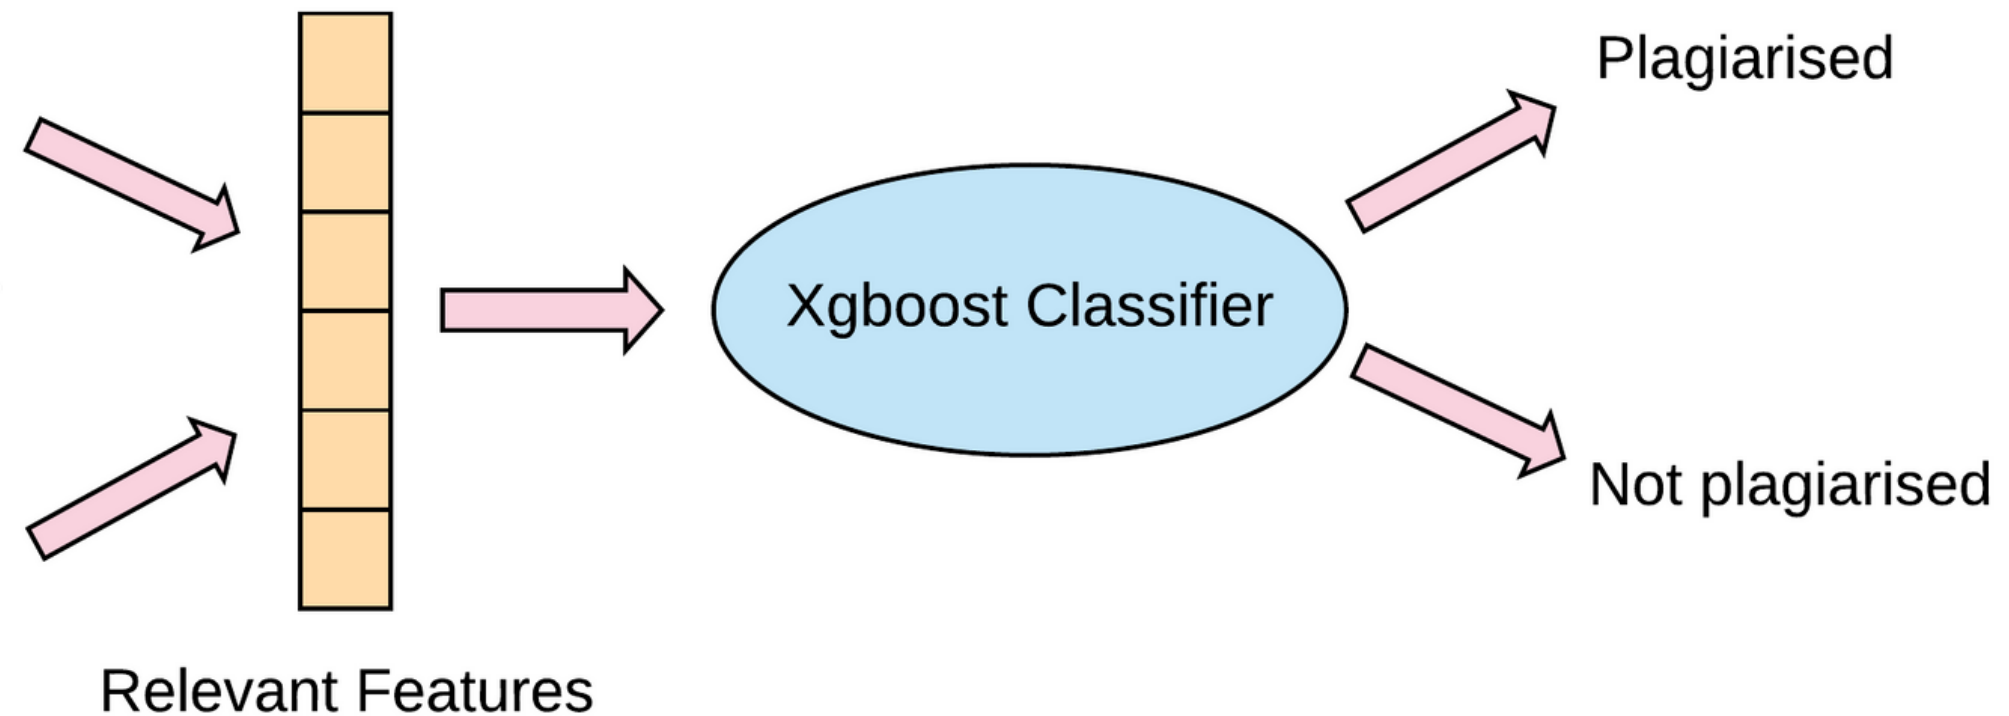 Plagiarised
Xgboost Classifier
Not plagiarised
Relevant Features